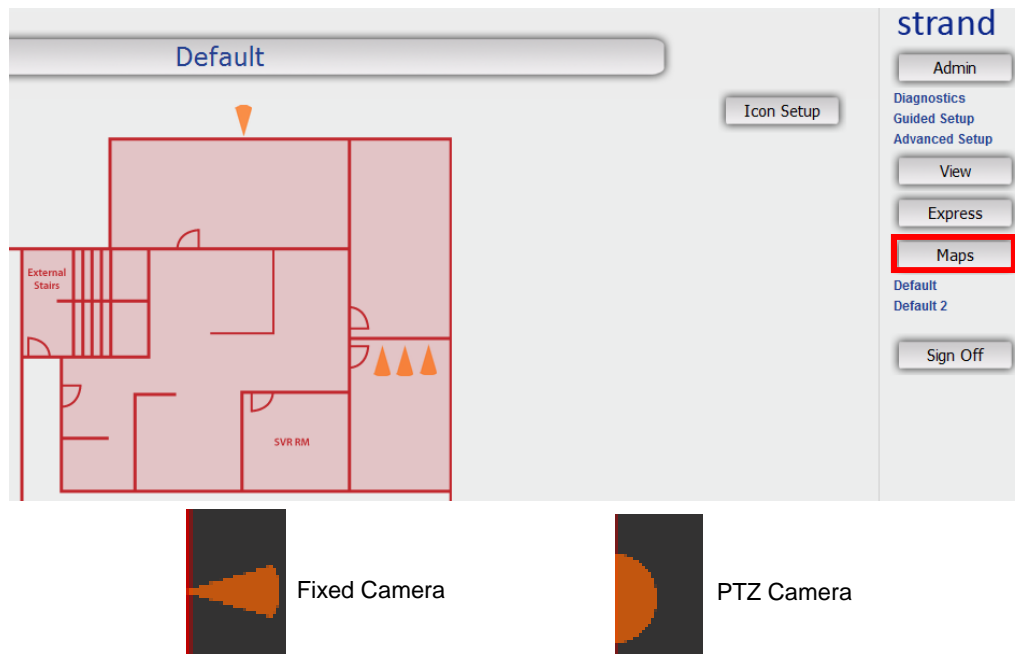 strand
Default
Admin
Icon Setup
Diagnostics
Guided Setup
Advanced Setup
View
Express
Maps
External
Stairs
Default
Default 2
Sign Off
SVR RM
Fixed Camera
PTZ Camera